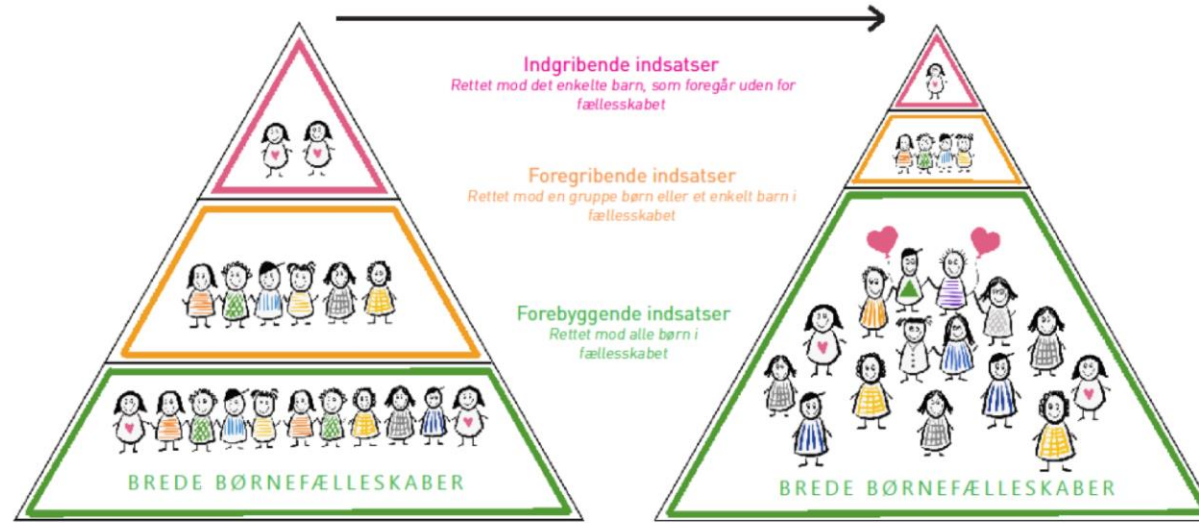 Indgribende indsatser
Rettet mod det enkelte barn, som foregår uden for
fællesskabet
Foregribende indsatser
Rettet mod en gruppe børn eller et enkelt barn i
fællesskabet
Forebyggende indsatser
Rettet mod alle børn i
fællesskabet
BREDE BØRNEFÆLLESKABER
BREDE BØRNEFÆLLESKABER